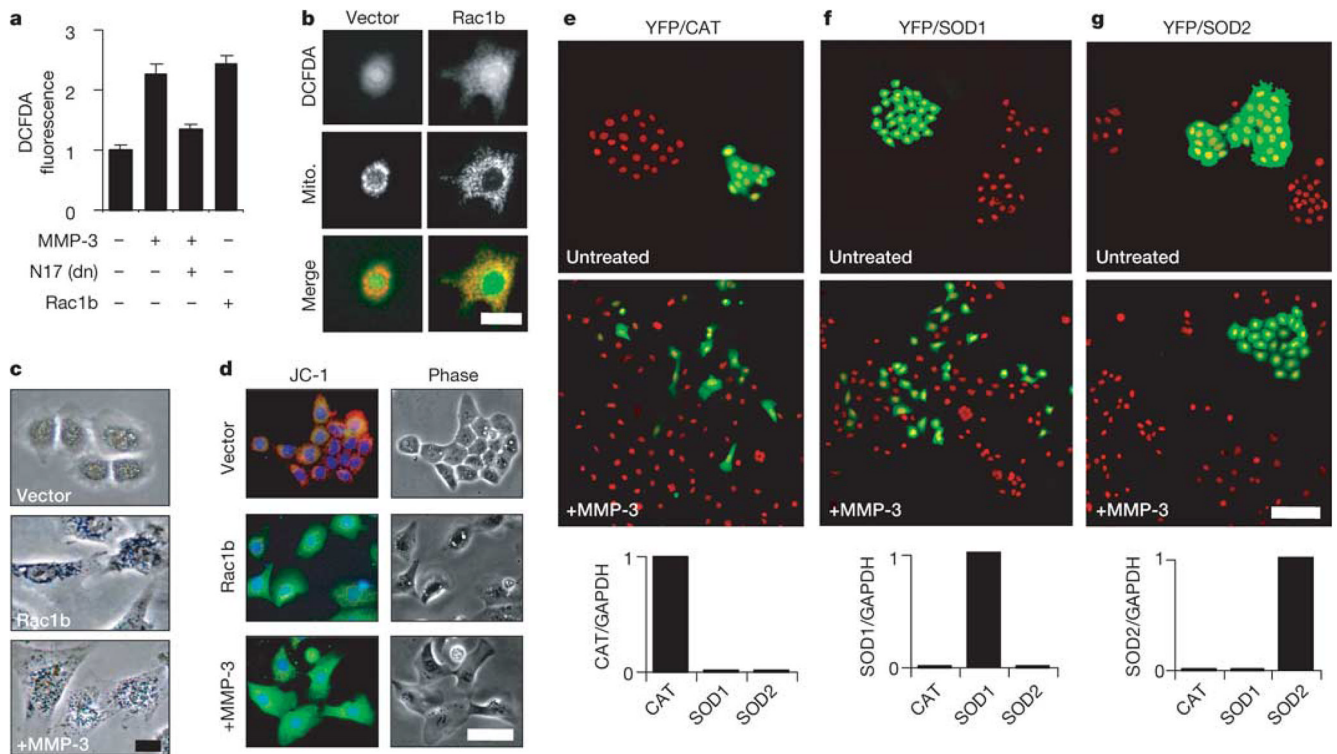 a
3
2
1
0
DCFDA
fluorescence
MMP-3 – + + –
N17 (dn) – – + –
Rac1b – – – +
b
Vector Rac1b
DCFDA
Mito.
Merge
c
Vector
Rac1b
+MMP-3
d
JC-1 Phase
Vector
Rac1b
+MMP-3
e
YFP/CAT
Untreated
+MMP-3
1
0
CAT/GAPDH
CAT SOD1 SOD2
f
YFP/SOD1
Untreated
+MMP-3
1
0
SOD1/GAPDH
CAT SOD1 SOD2
g
YFP/SOD2
Untreated
+MMP-3
1
0
SOD2/GAPDH
CAT SOD1 SOD2